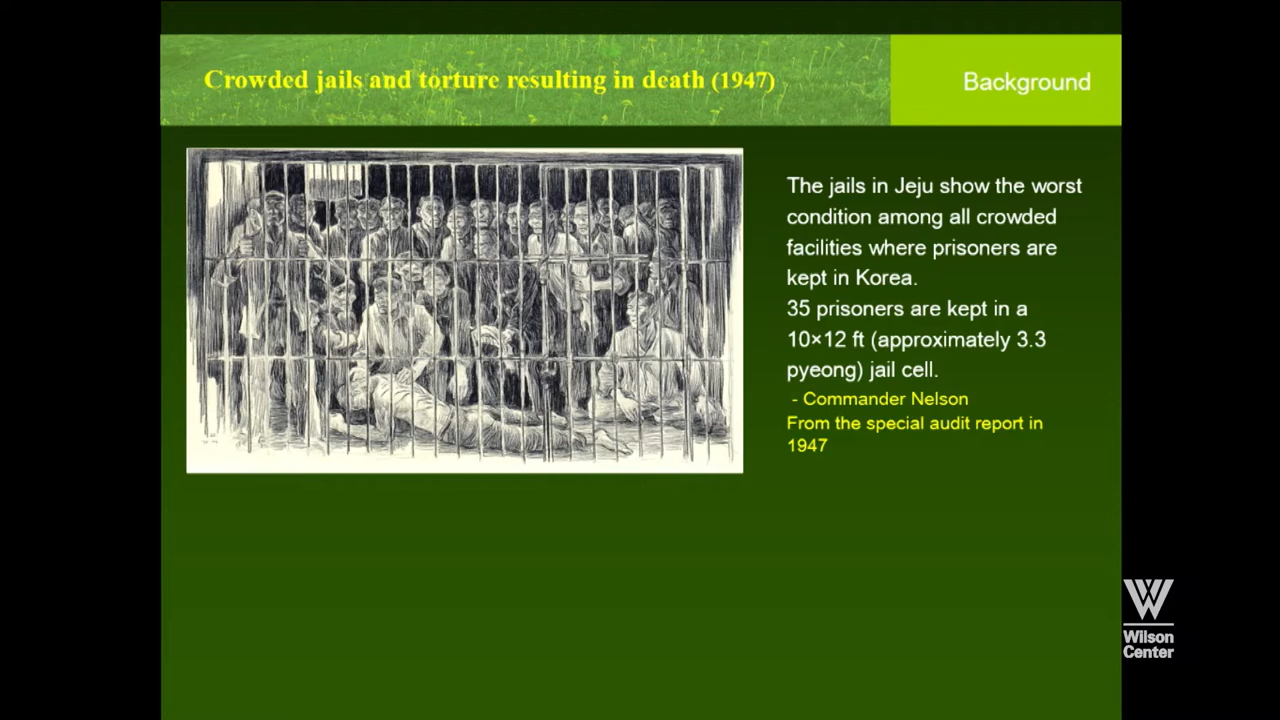 Crowded jails and torture resulting in death (1947)
Background
The jails in Jeju show the worst
condition among all crowded
facilities where prisoners are
kept in Korea.
35 prisoners are kept in a
10×12 ft (approximately 3.3
pyeong) jail cell.
- Commander Nelson
From the special audit report in
1947
Wilson
Center